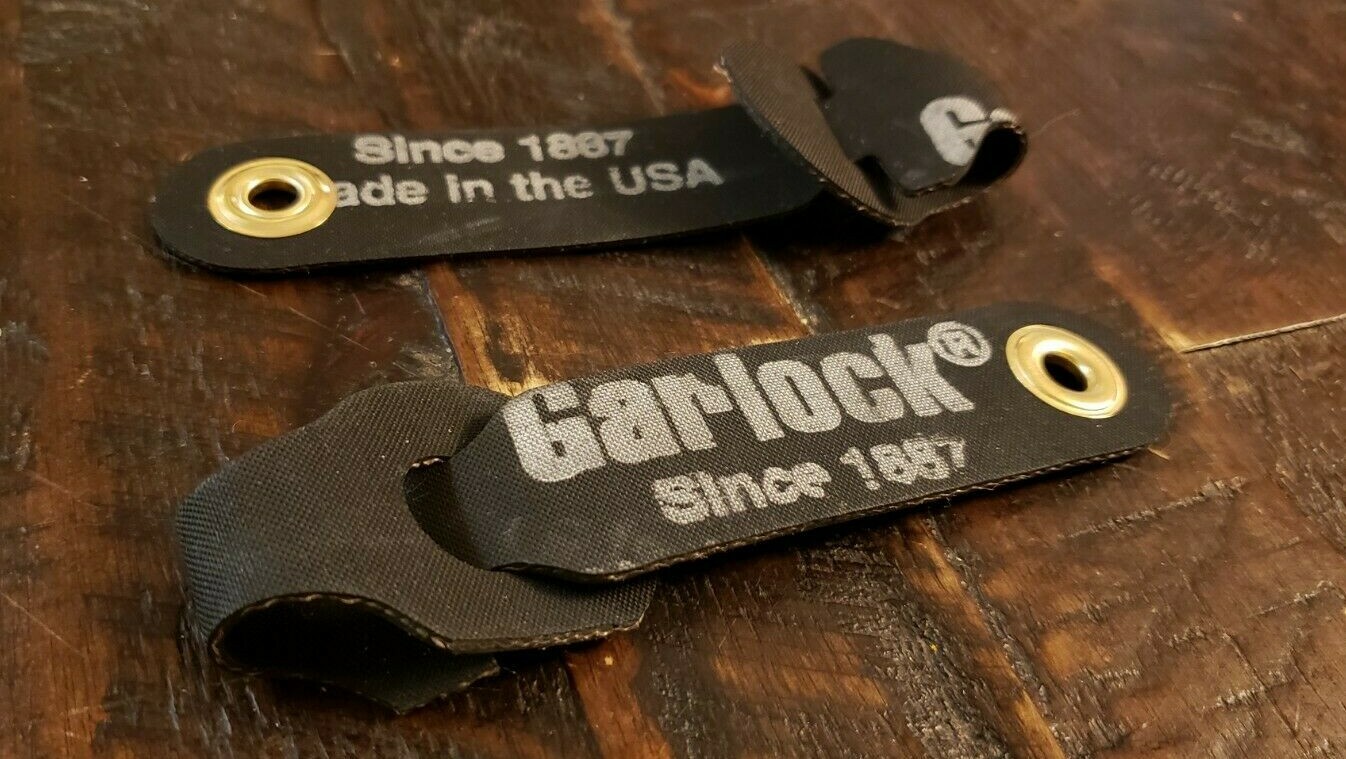 Since 1887
ade in the USA
G
Garlock®
Since 1887